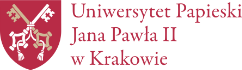 Uniwersytet Papieski
Jana Pawła II
w Krakowie